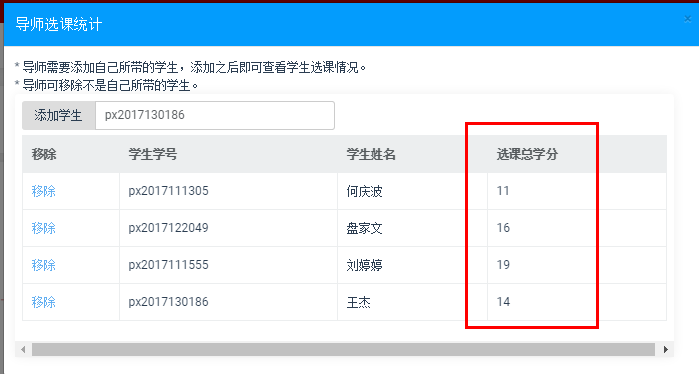 导师选课统计
* 导师需要添加自己所带的学生，添加之后即可查看学生选课情况。
* 导师可移除不是自己所带的学生。
添加学生 px2017130186
移除 学生学号 学生姓名 选课总学分
移除 px2017111305 何庆波 11
移除 px2017122049 盘家文 16
移除 px2017111555 刘婷婷 19
移除 px2017130186 王杰 14